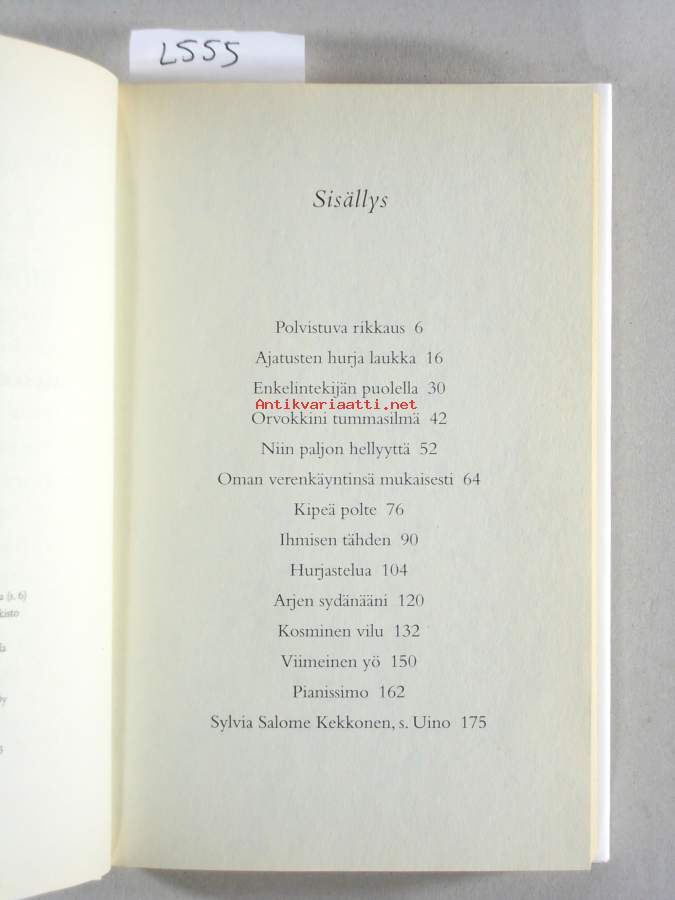 L555
Sisällys
Polvistuva rikkaus 6
Ajatusten hurja laukka 16
Enkelintekijän puolella 30
Antikvariaatti.net
Orvokkini tummasilmä 42
Niin paljon hellyyttä 52
Oman verenkäyntinsä mukaisesti 64
Kipeä polte 76
Ihmisen tähden 90
Hurjastelua 104
Arjen sydänääni 120
Kosminen vilu 132
Viimeinen yö 150
Pianissimo 162
Sylvia Salome Kekkonen, s. Uino 175
(s. 6)